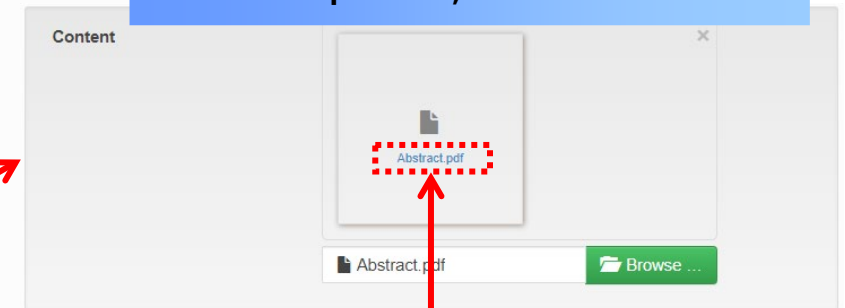 Content
×
Abstract.pdf
Abstract.pdf
Browse ...